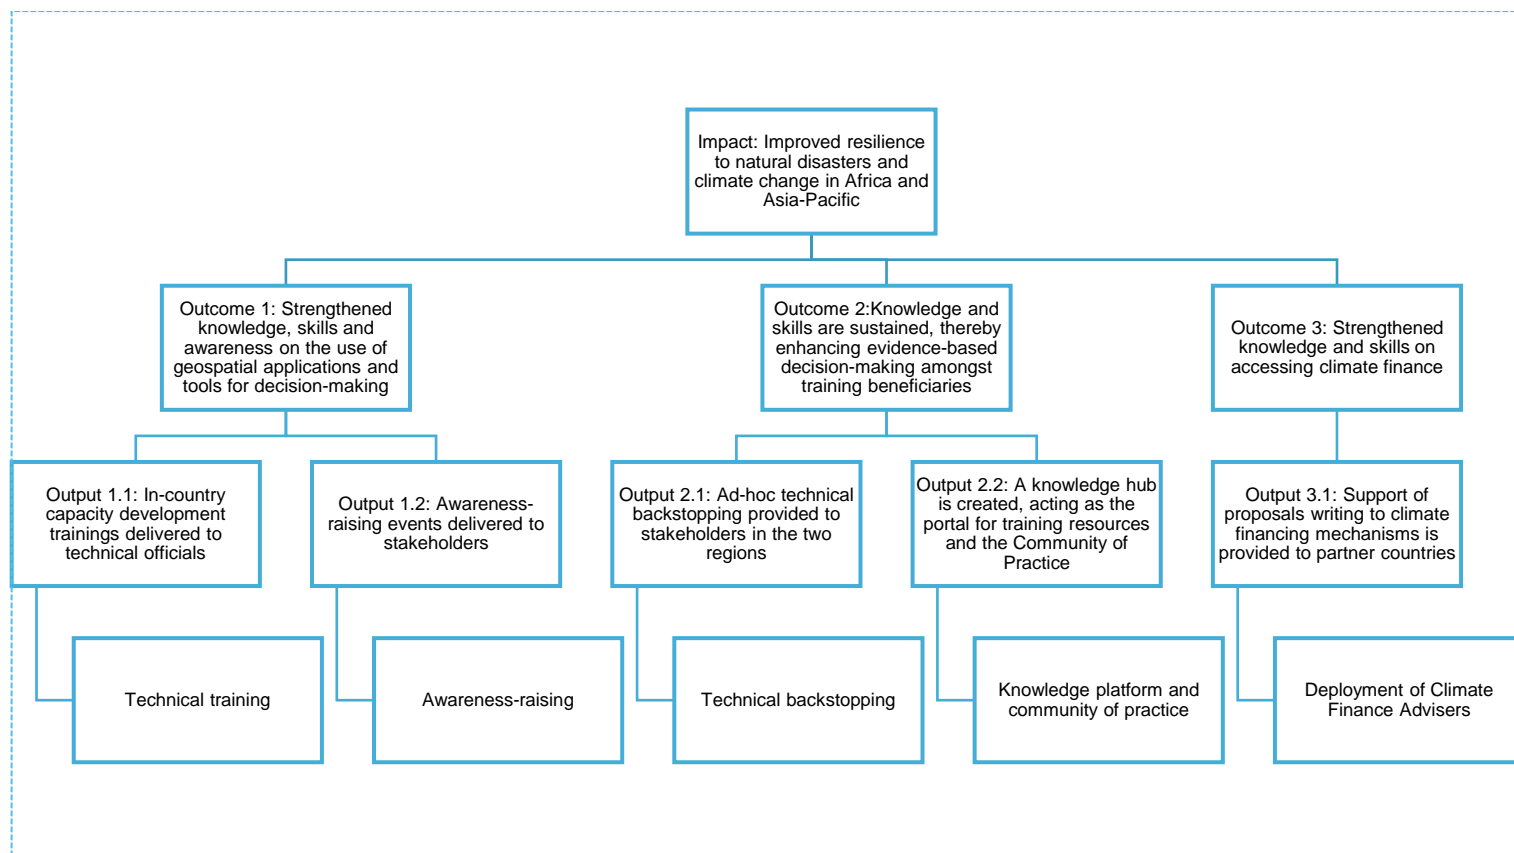 Impact: Improved resilience
to natural disasters and
climate change in Africa and
Asia-Pacific
Outcome 1: Strengthened
knowledge, skills and
awareness on the use of
geospatial applications and
tools for decision-making
Outcome 2:Knowledge and
skills are sustained, thereby
enhancing evidence-based
decision-making amongst
training beneficiaries
Outcome 3: Strengthened
knowledge and skills on
accessing climate finance
Output 1.1: In-country
capacity development
trainings delivered to
technical officials
Output 1.2: Awareness-
raising events delivered to
stakeholders
Output 2.1: Ad-hoc technical
backstopping provided to
stakeholders in the two
regions
Output 2.2: A knowledge hub
is created, acting as the
portal for training resources
and the Community of
Practice
Output 3.1: Support of
proposals writing to climate
financing mechanisms is
provided to partner countries
Technical training
Awareness-raising
Technical backstopping
Knowledge platform and
community of practice
Deployment of Climate
Finance Advisers